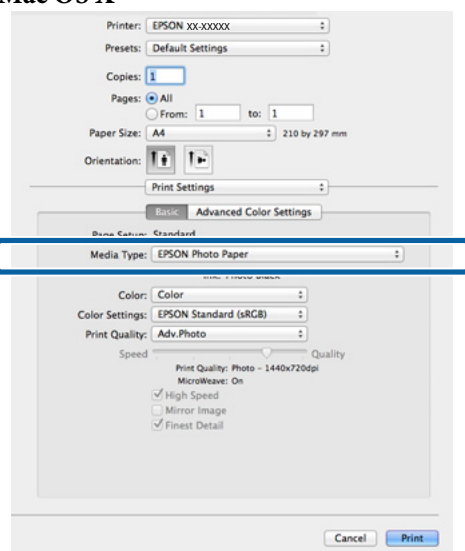 Mac OS X
Printer: EPSON XX-XXXXX
Presets: Default Settings
Copies: 1
Pages: All
From: 1 to: 1
Paper Size: A4 210 by 297 mm
Orientation:
Print Settings
Basic Advanced Color Settings
Page Setup: Standard
Media Type: EPSON Photo Paper
Ink: Photo Black
Color: Color
Color Settings: EPSON Standard (sRGB)
Print Quality: Adv.Photo
Speed Quality
Print Quality: Photo - 1440x720dpi
MicroWeave: On
High Speed
Mirror Image
Finest Detail
Cancel Print